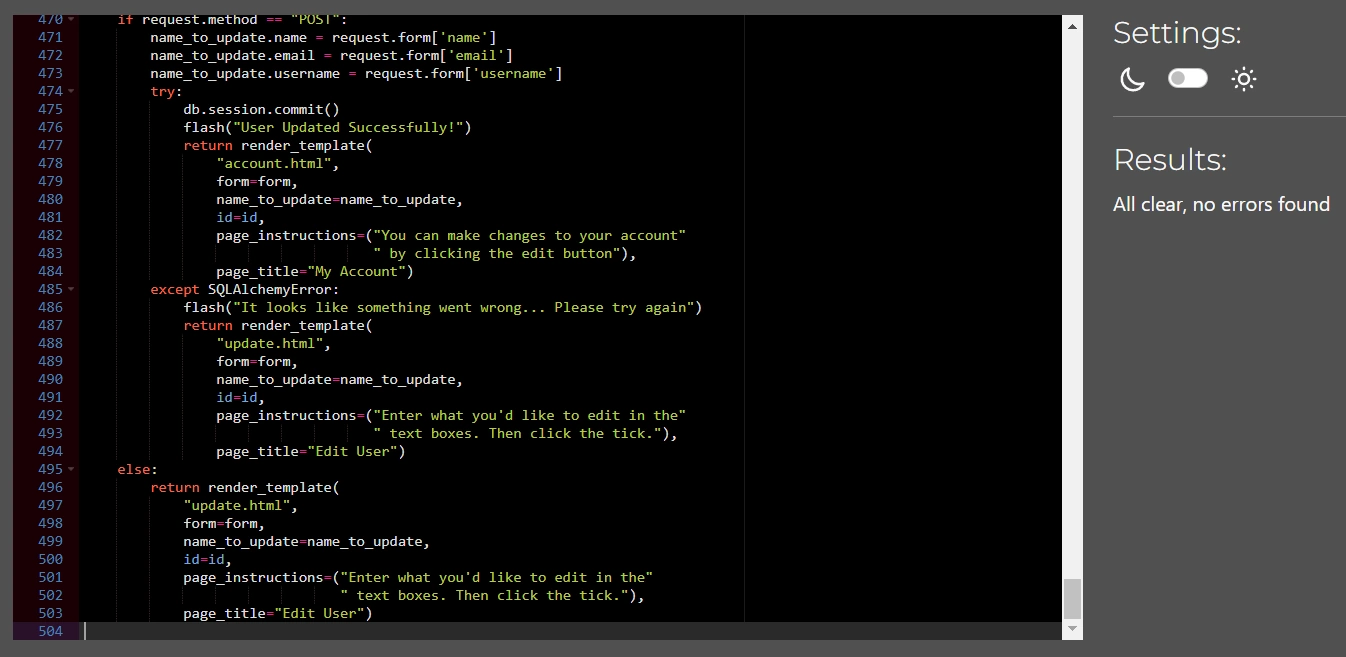 470 if request.method == "POST":
471 name_to_update.name = request.form['name']
472 name_to_update.email = request.form['email']
473 name_to_update.username = request.form['username']
474 try:
475 db.session.commit()
476 flash("User Updated Successfully!")
477 return render_template(
478 "account.html",
479 form=form,
480 name_to_update=name_to_update,
481 id=id,
482 page_instructions=("You can make changes to your account"
483 " by clicking the edit button"),
484 page_title="My Account")
485 except SQLAlchemyError:
486 flash("It looks like something went wrong... Please try again")
487 return render_template(
488 "update.html",
489 form=form,
490 name_to_update=name_to_update,
491 id=id,
492 page_instructions=("Enter what you'd like to edit in the"
493 " text boxes. Then click the tick."),
494 page_title="Edit User")
495 else:
496 return render_template(
497 "update.html",
498 form=form,
499 name_to_update=name_to_update,
500 id=id,
501 page_instructions=("Enter what you'd like to edit in the"
502 " text boxes. Then click the tick."),
503 page_title="Edit User")
504
Settings:
Results:
All clear, no errors found